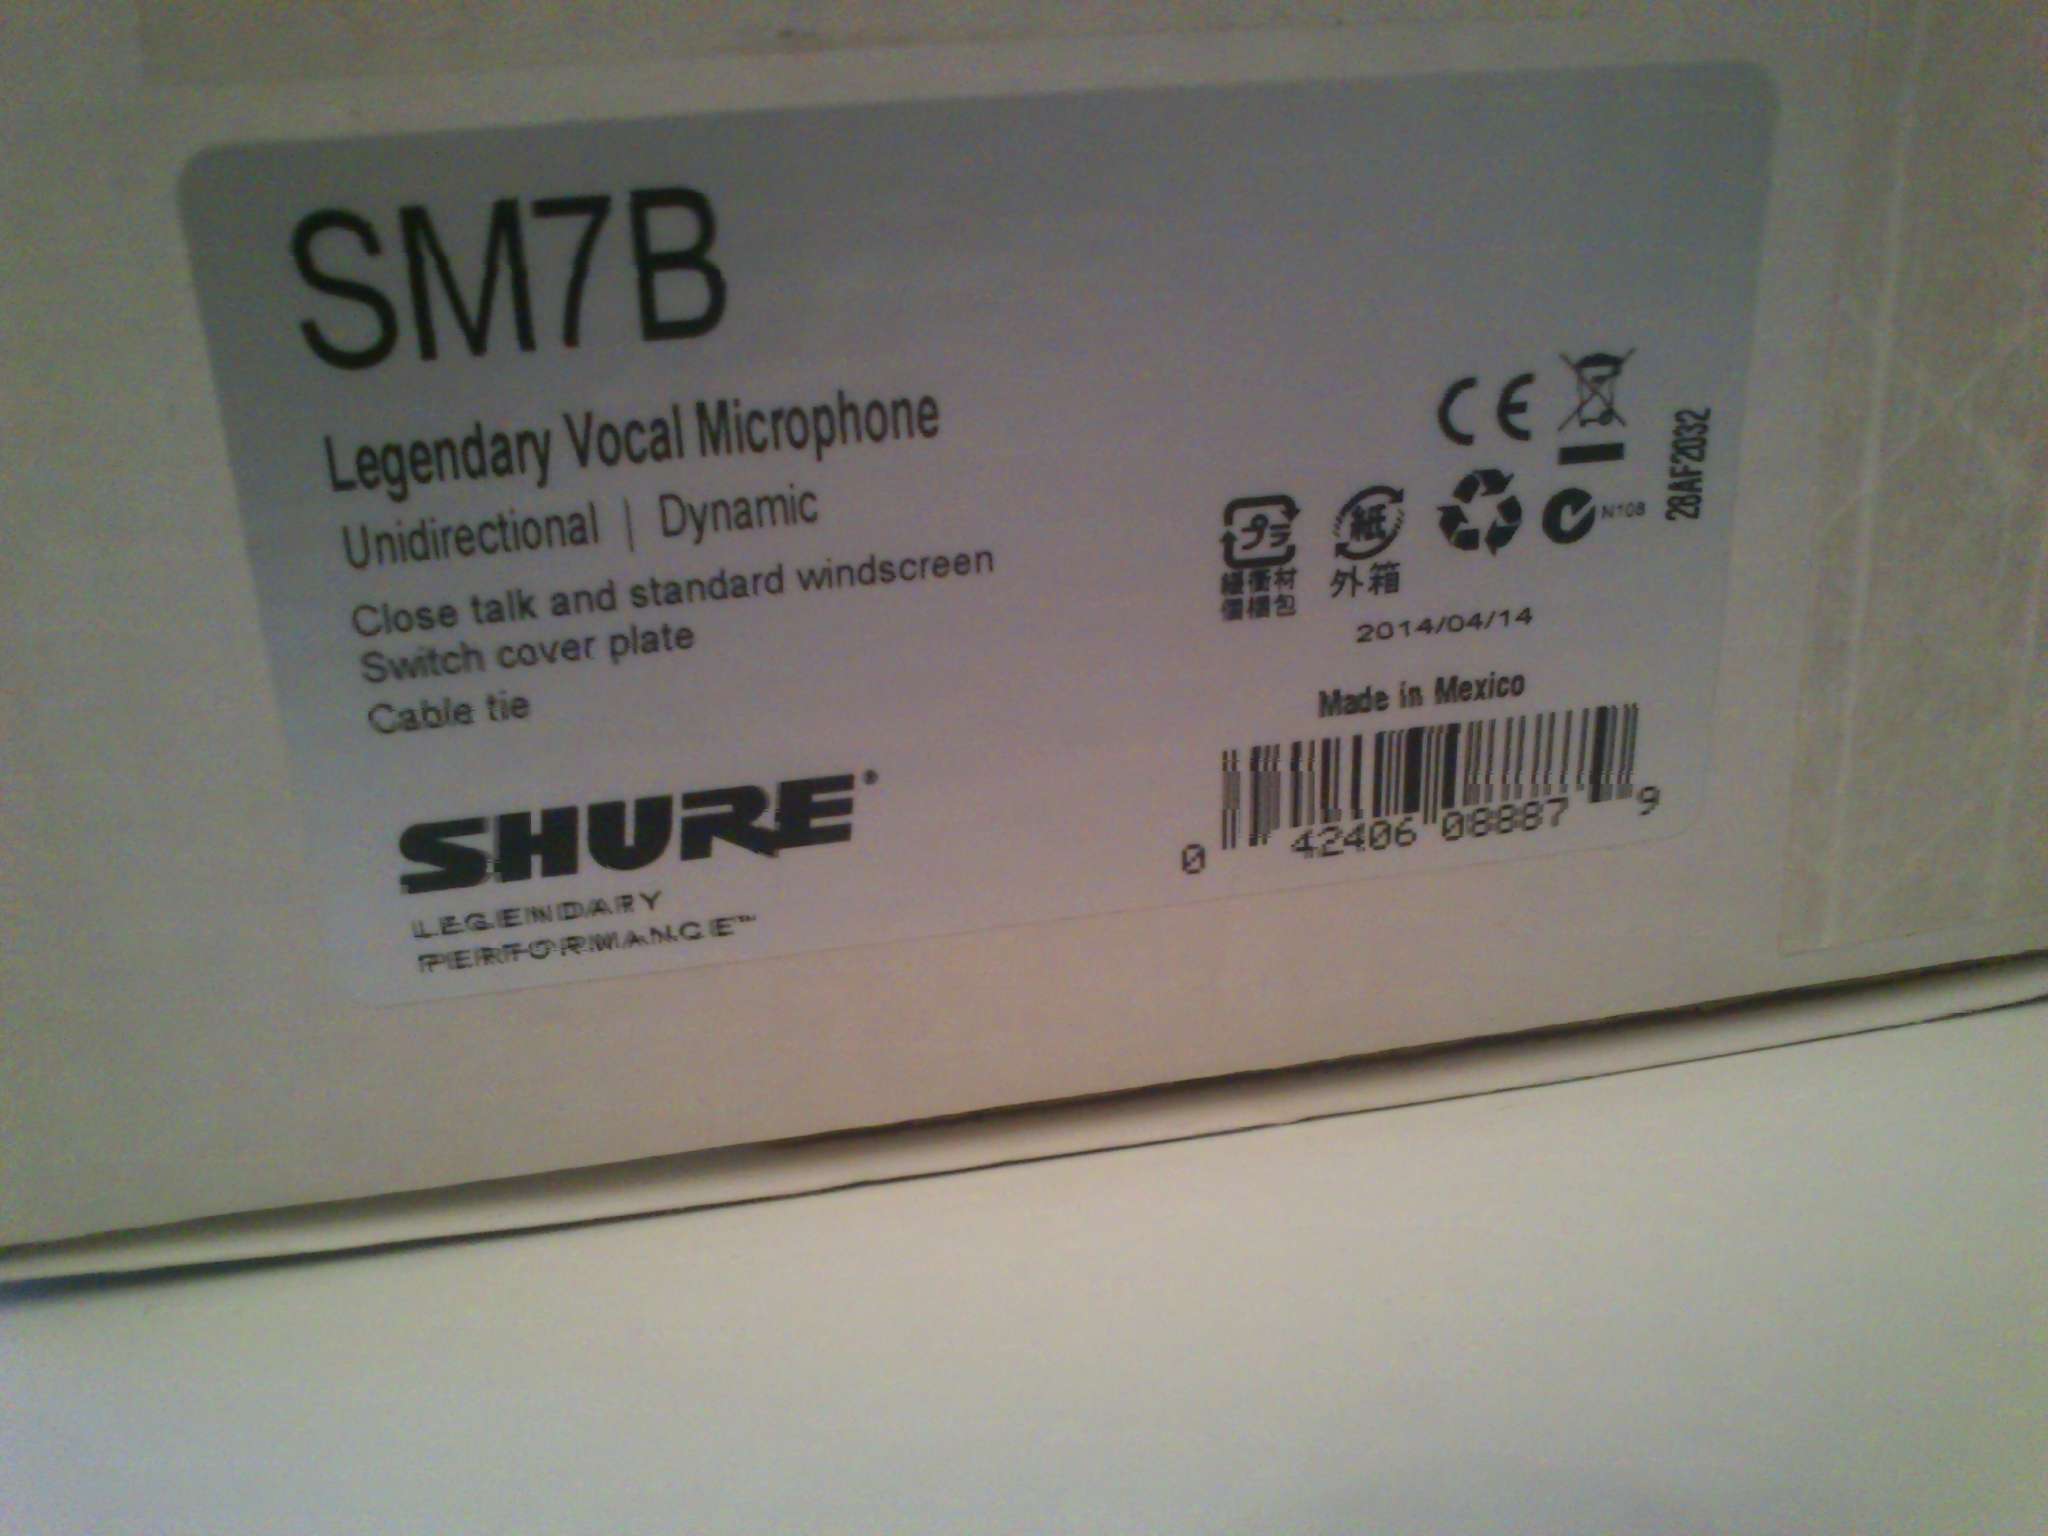 SM7B
Legendary Vocal Microphone
Unidirectional | Dynamic
Close talk and standard windscreen
Switch cover plate
Cable tie
SHURE®
LEGENDARY
PERFORMANCE™
CE
28AF2032
プラ
紙
N108
緩衝材
外箱
個梱包
2014/04/14
Made in Mexico
0 42406 08887 9